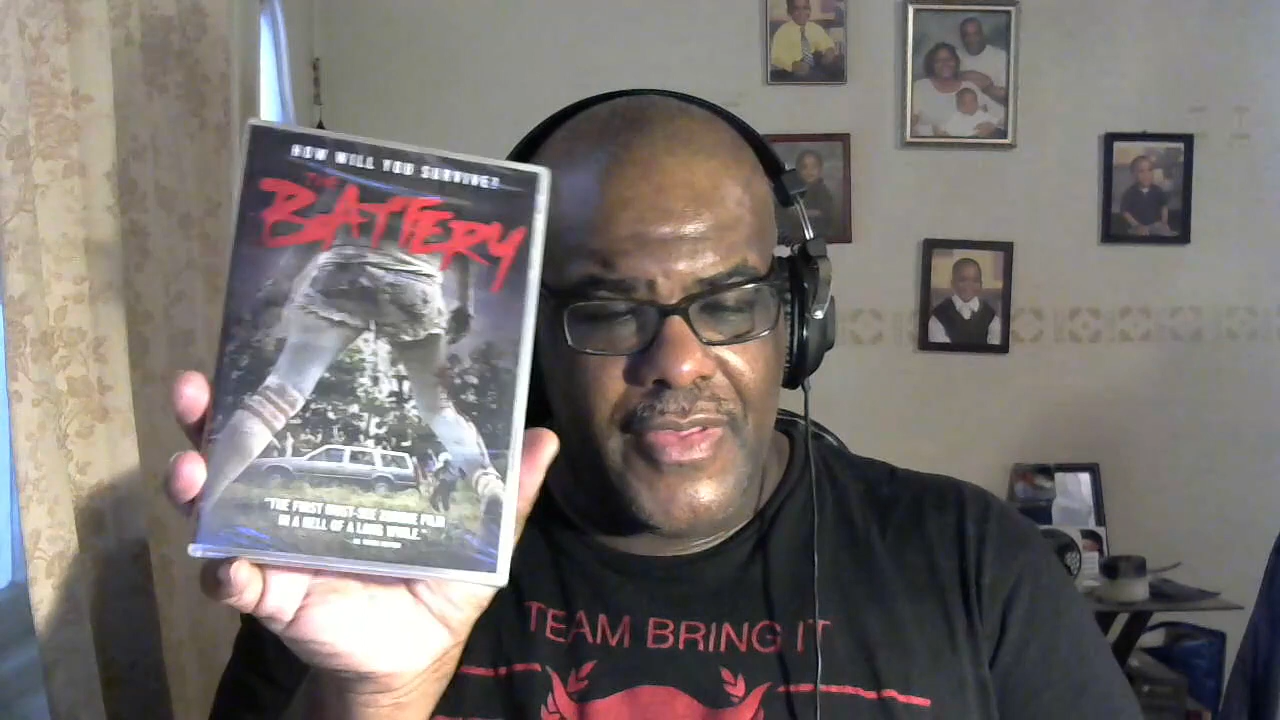 HOW WILL YOU SURVIVE?
THE
BATTERY
"THE FIRST MUST-SEE ZOMBIE FILM
IN A HELL OF A LONG WHILE."
TEAM BRING IT